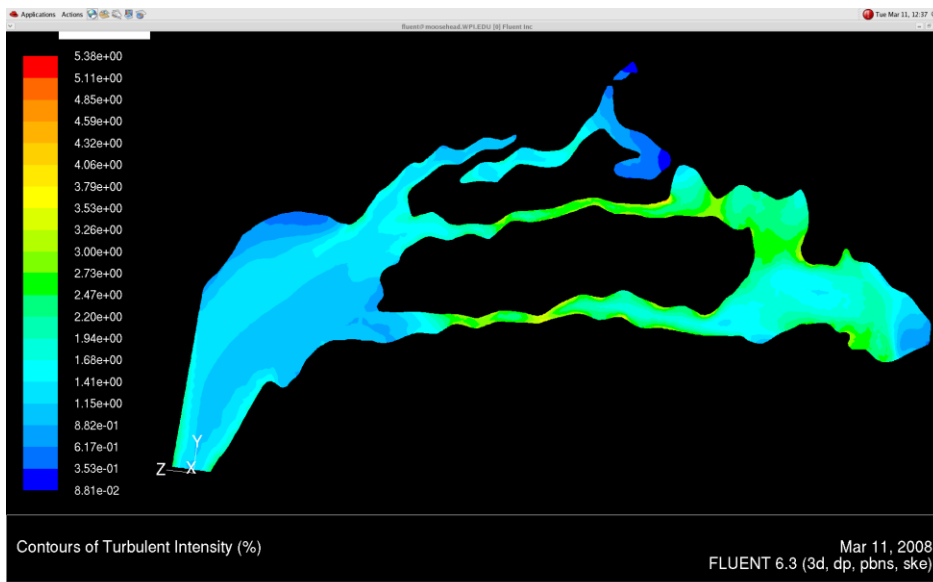 Applications Actions
Tue Mar 11, 12:37
fluent@moosehead.WPI.EDU [0] Fluent Inc
5.38e+00
5.11e+00
4.85e+00
4.59e+00
4.32e+00
4.06e+00
3.79e+00
3.53e+00
3.26e+00
3.00e+00
2.73e+00
2.47e+00
2.20e+00
1.94e+00
1.68e+00
1.41e+00
1.15e+00
8.82e-01
6.17e-01
3.53e-01
8.81e-02
Y
Z X
Contours of Turbulent Intensity (%)
Mar 11, 2008
FLUENT 6.3 (3d, dp, pbns, ske)